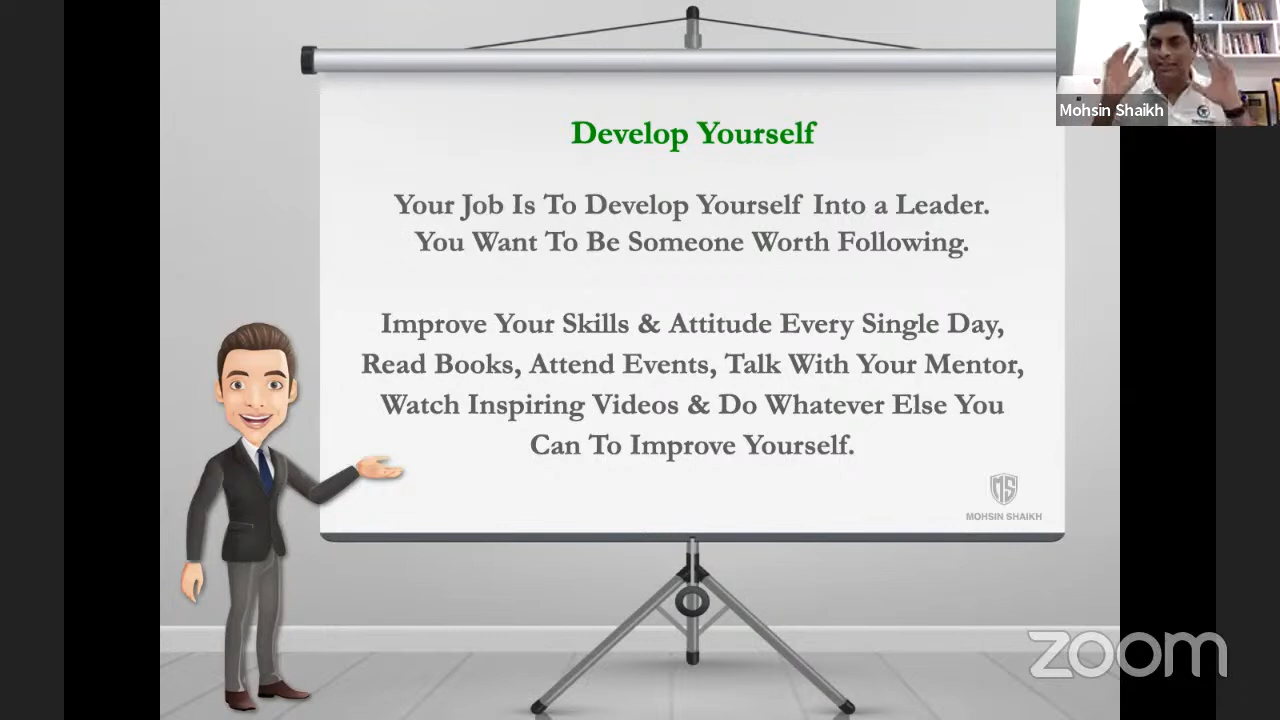 Mohsin Shaikh
Develop Yourself
Your Job Is To Develop Yourself Into a Leader.
You Want To Be Someone Worth Following.
Improve Your Skills & Attitude Every Single Day,
Read Books, Attend Events, Talk With Your Mentor,
Watch Inspiring Videos & Do Whatever Else You
Can To Improve Yourself.
MS
MOHSIN SHAIKH
zoom